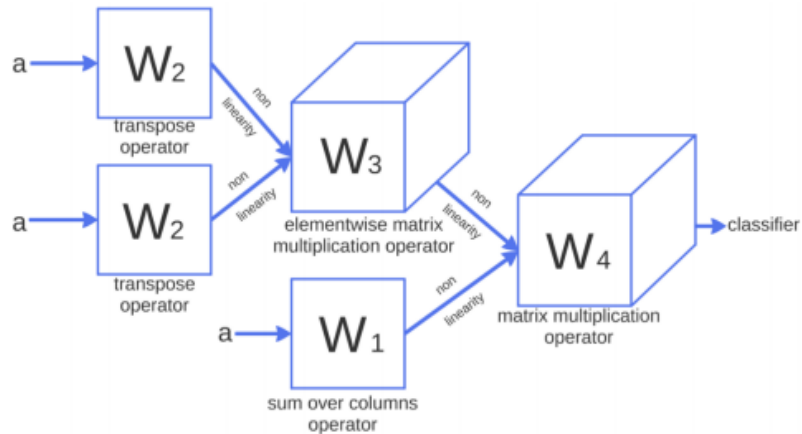 a
W2
transpose
operator
non
linearity
a
W2
transpose
operator
non
linearity
W3
elementwise matrix
multiplication operator
non
linearity
a
W1
sum over columns
operator
non
linearity
W4
matrix multiplication
operator
classifier